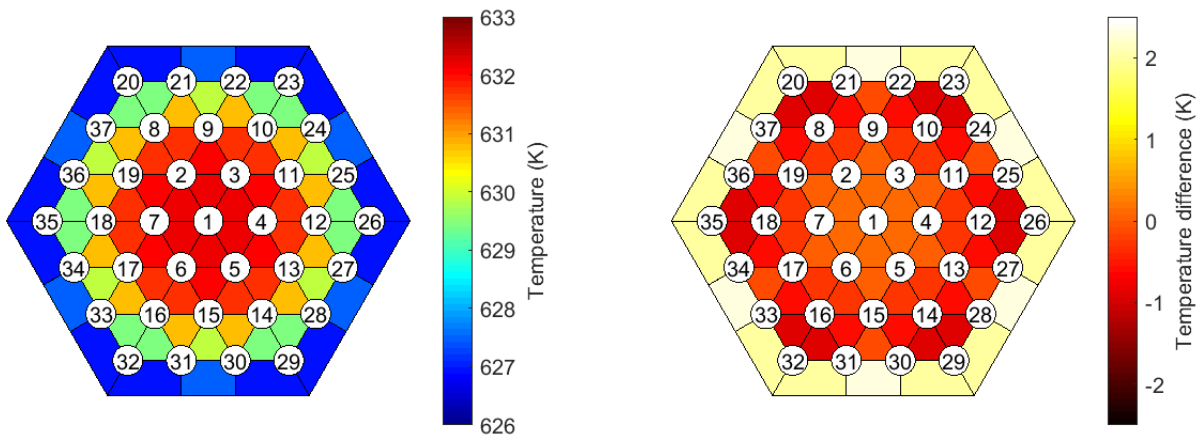 633
632
631
630
629
628
627
626
Temperature (K)
20 21 22 23
37 8 9 10 24
36 19 2 3 11 25
35 18 7 1 4 12 26
34 17 6 5 13 27
33 16 15 14 28
32 31 30 29
2
1
0
-1
-2
Temperature difference (K)
20 21 22 23
37 8 9 10 24
36 19 2 3 11 25
35 18 7 1 4 12 26
34 17 6 5 13 27
33 16 15 14 28
32 31 30 29